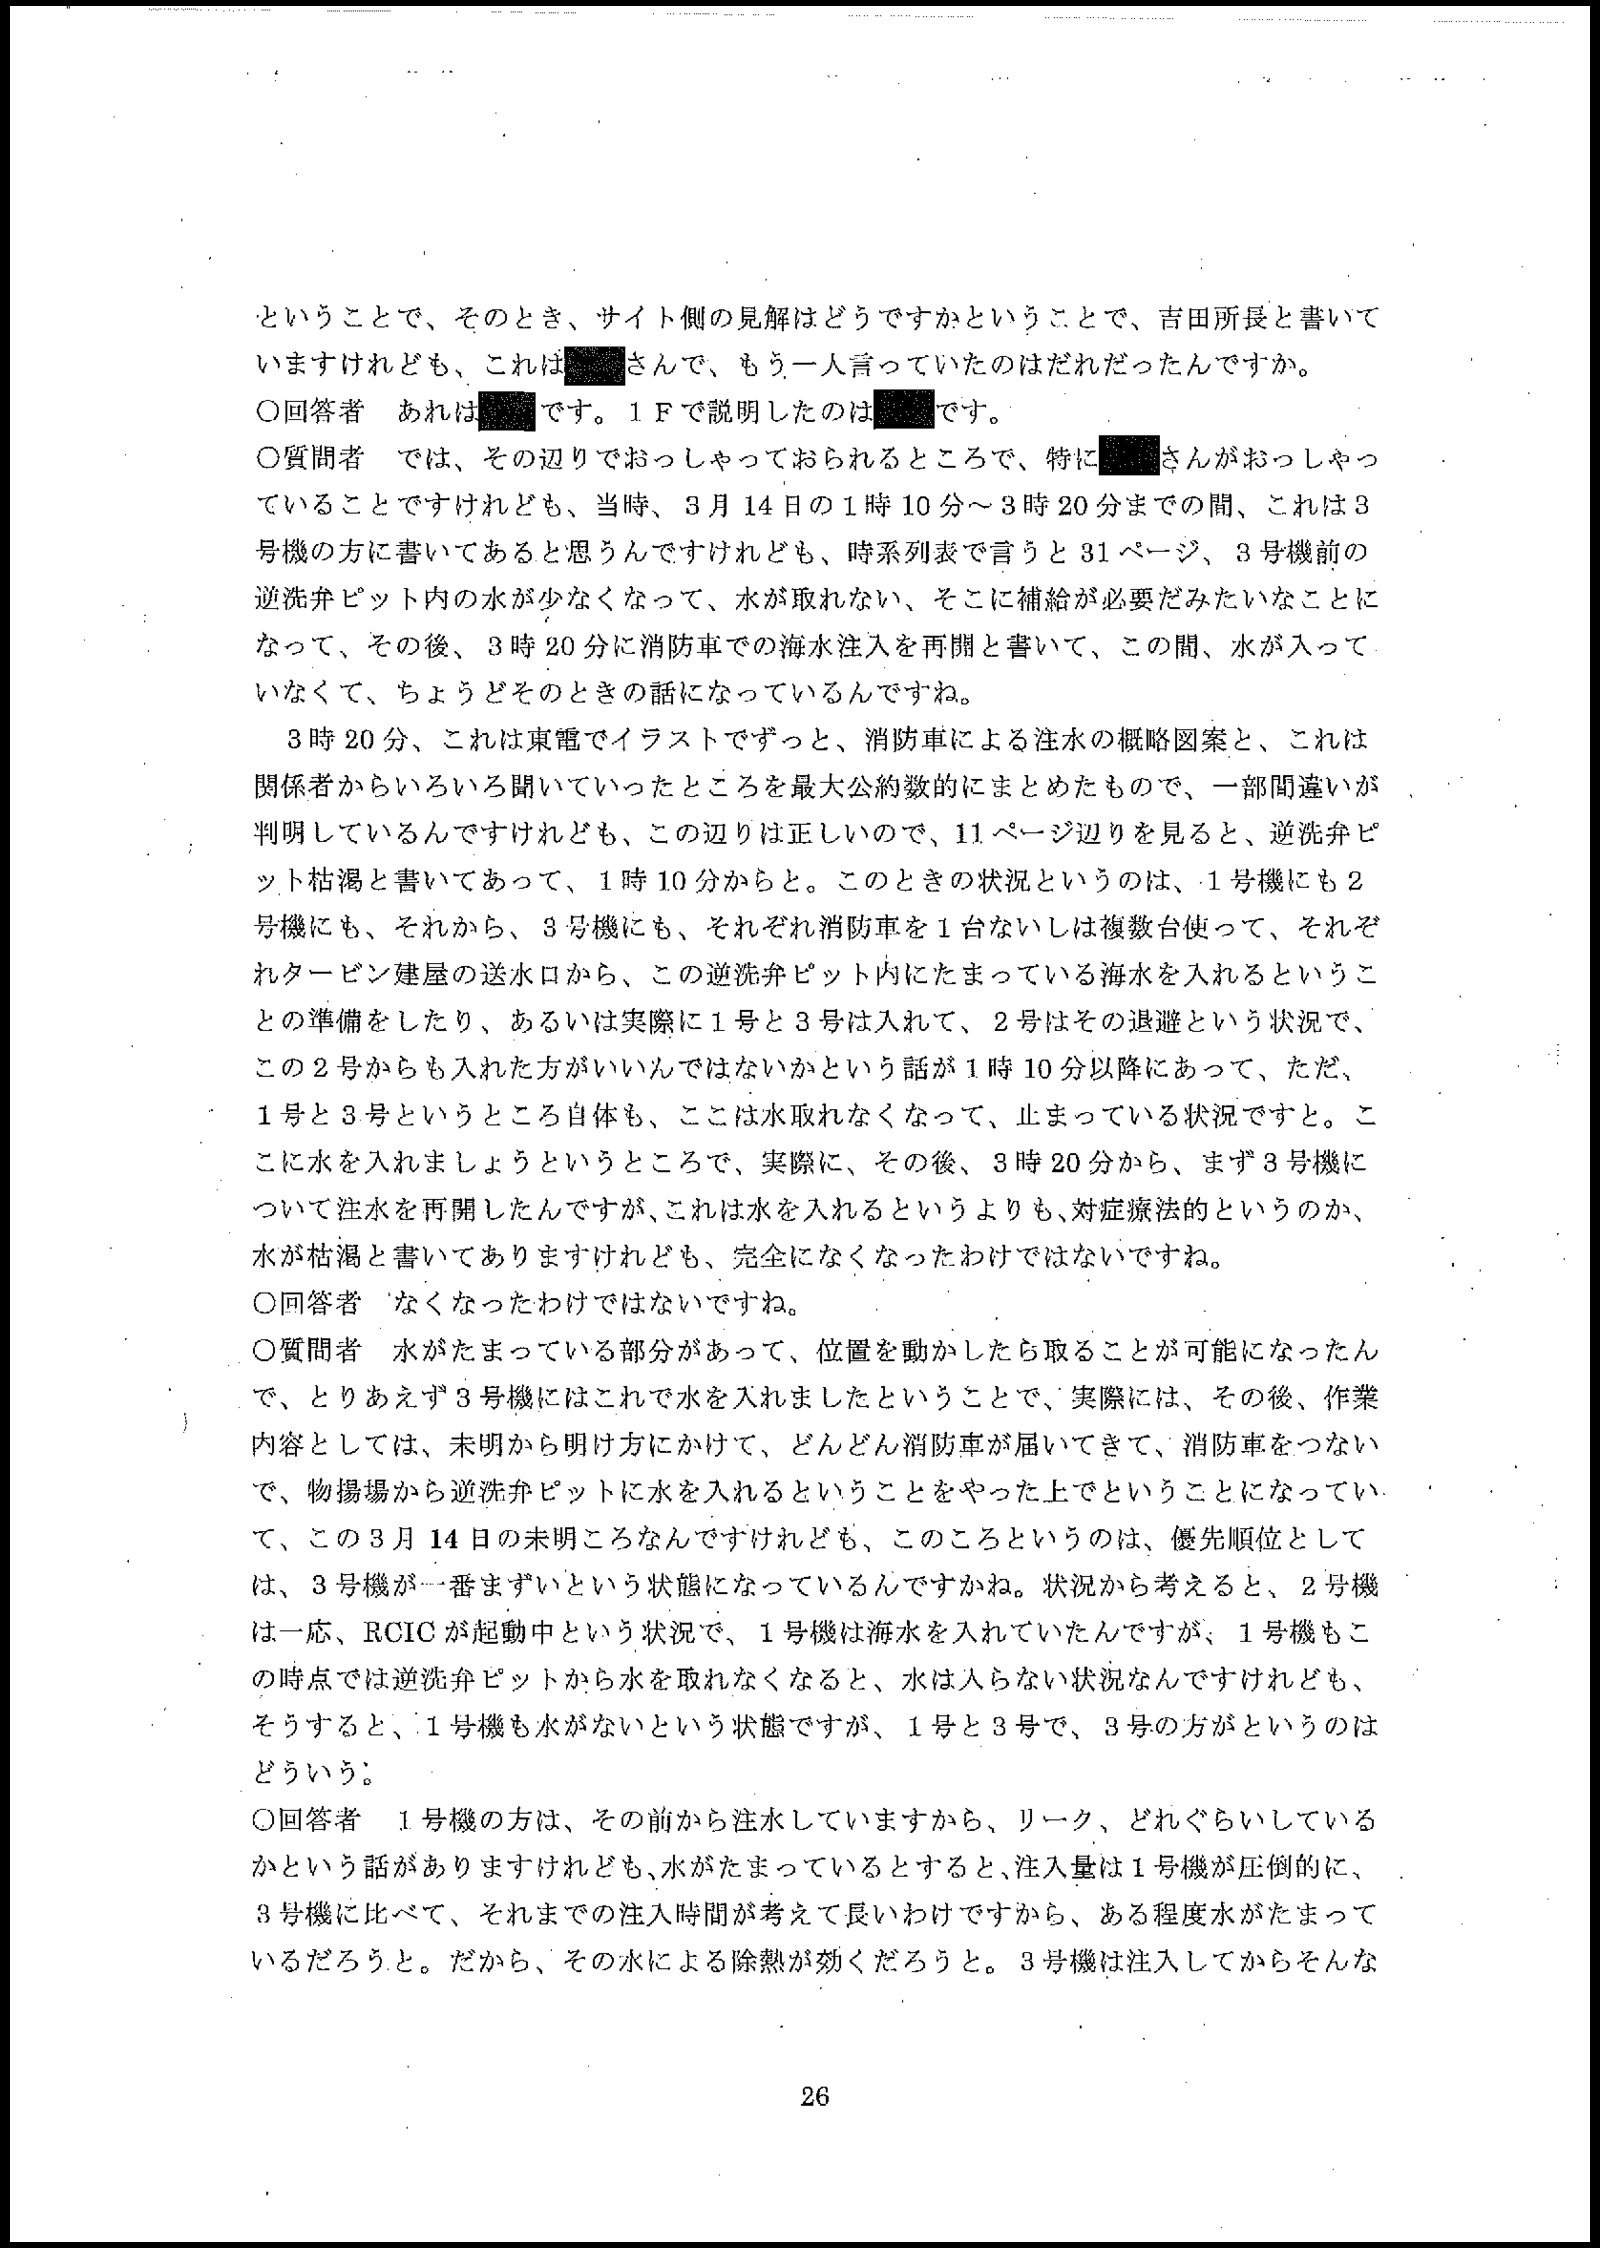 ということで、そのとき、サイト側の見解はどうですかということで、吉田所長と書いて
いますけれども、これはさんで、もう一人言っていたのはだれだったんですか。
○回答者　あれはです。１Ｆで説明したのはです。
○質問者　では、その辺りでおっしゃっておられるところで、特にさんがおっしゃっ
ていることですけれども、当時、３月 14 日の１時 10 分～３時 20 分までの間、これは３
号機の方に書いてあると思うんですけれども、時系列表で言うと 31 ページ、３号機前の
逆洗弁ピット内の水が少なくなって、水が取れない、そこに補給が必要だみたいなことに
なって、その後、３時 20 分に消防車での海水注入を再開と書いて、この間、水が入って
いなくて、ちょうどそのときの話になっているんですね。
　３時 20 分、これは東電でイラストでずっと、消防車による注水の概略図案と、これは
関係者からいろいろ聞いていったところを最大公約数的にまとめたもので、一部間違いが
判明しているんですけれども、この辺りは正しいので、11 ページ辺りを見ると、逆洗弁ピ
ット枯渇と書いてあって、１時 10 分からと。このときの状況というのは、１号機にも２
号機にも、それから、３号機にも、それぞれ消防車を１台ないしは複数台使って、それぞ
れタービン建屋の送水口から、この逆洗弁ピット内にたまっている海水を入れるというこ
との準備をしたり、あるいは実際に１号と３号は入れて、２号はその退避という状況で、
この２号からも入れた方がいいんではないかという話が１時 10 分以降にあって、ただ、
１号と３号というところ自体も、ここは水取れなくなって、止まっている状況ですと。こ
こに水を入れましょうというところで、実際に、その後、３時 20 分から、まず３号機に
ついて注水を再開したんですが、これは水を入れるというよりも、対症療法的というのか、
水が枯渇と書いてありますけれども、完全になくなったわけではないですね。
○回答者　なくなったわけではないですね。
○質問者　水がたまっている部分があって、位置を動かしたら取ることが可能になったん
で、とりあえず３号機にはこれで水を入れましたということで、実際には、その後、作業
内容としては、未明から明け方にかけて、どんどん消防車が届いてきて、消防車をつない
で、物揚場から逆洗弁ピットに水を入れるということをやった上でということになってい
て、この３月 14 日の未明ころなんですけれども、このころというのは、優先順位として
は、３号機が一番まずいという状態になっているんですかね。状況から考えると、２号機
は一応、RCIC が起動中という状況で、１号機は海水を入れていたんですが、１号機もこ
の時点では逆洗弁ピットから水を取れなくなると、水は入らない状況なんですけれども、
そうすると、１号機も水がないという状態ですが、１号と３号で、３号の方がというのは
どういう。
○回答者　１号機の方は、その前から注水していますから、リーク、どれぐらいしている
かという話がありますけれども、水がたまっているとすると、注入量は１号機が圧倒的に、
３号機に比べて、それまでの注入時間が考えて長いわけですから、ある程度水がたまって
いるだろうと。だから、その水による除熱が効くだろうと。３号機は注入してからそんな
26